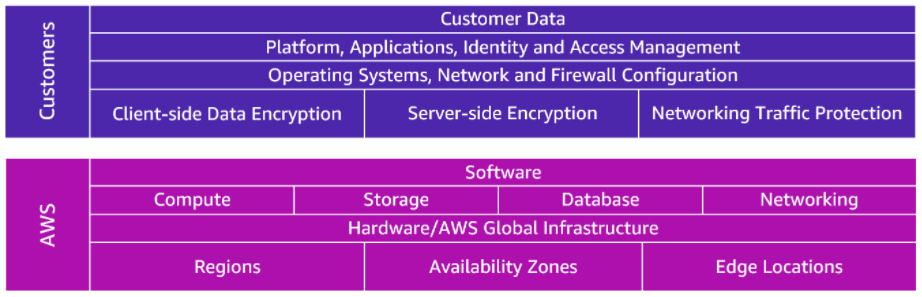 Customers
Customer Data
Platform, Applications, Identity and Access Management
Operating Systems, Network and Firewall Configuration
Client-side Data Encryption
Server-side Encryption
Networking Traffic Protection
AWS
Software
Compute
Storage
Database
Networking
Hardware/AWS Global Infrastructure
Regions
Availability Zones
Edge Locations